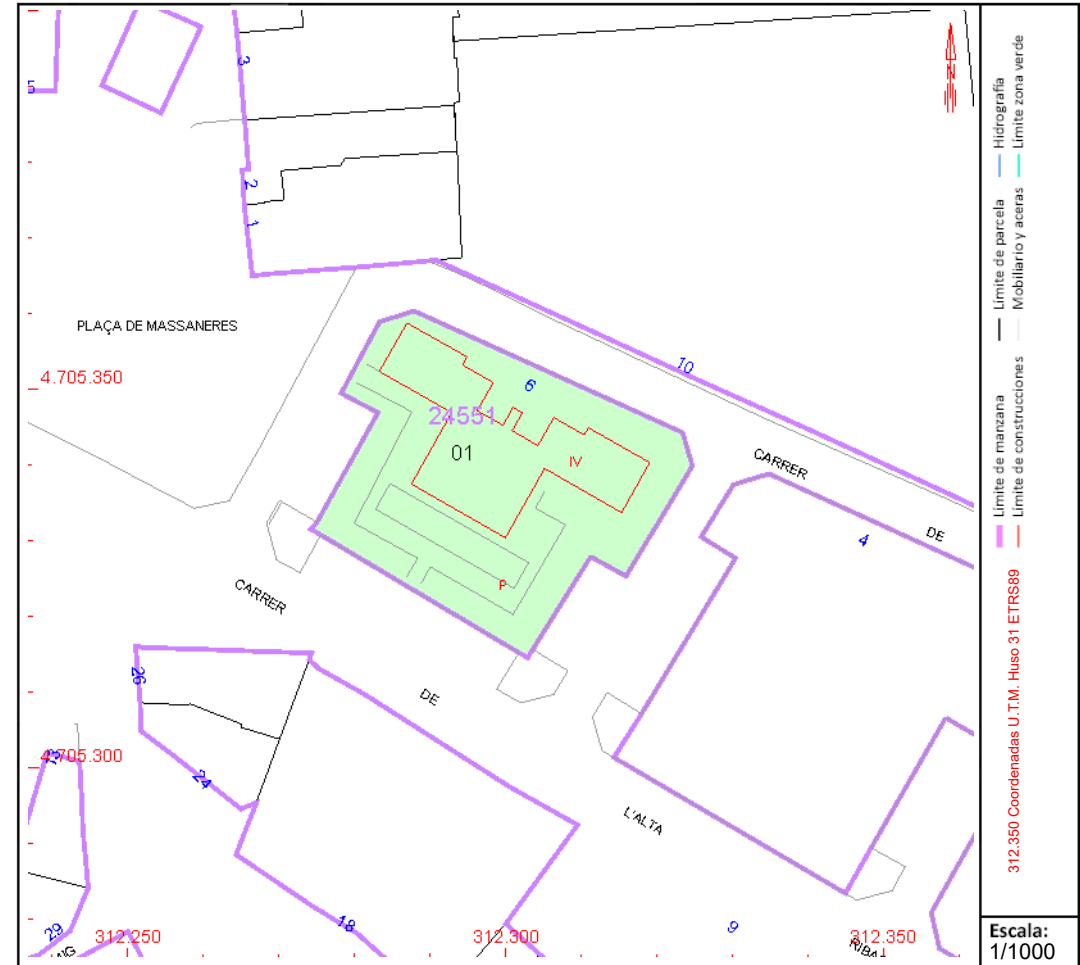 5
3
N
2
1
PLAÇA DE MASSANERES
4.705.350
10
6
24551
01
IV
CARRER
DE
4
P
CARRER
26
DE
4.705.300
13
24
L'ALTA
29
18
9
312.250
312.300
312.350
RIBA
Límite de manzana
Límite de parcela
Hidrografía
Límite de construcciones
Mobiliario y aceras
Límite zona verde
312.350 Coordenadas U.T.M. Huso 31 ETRS89
Escala:
1/1000